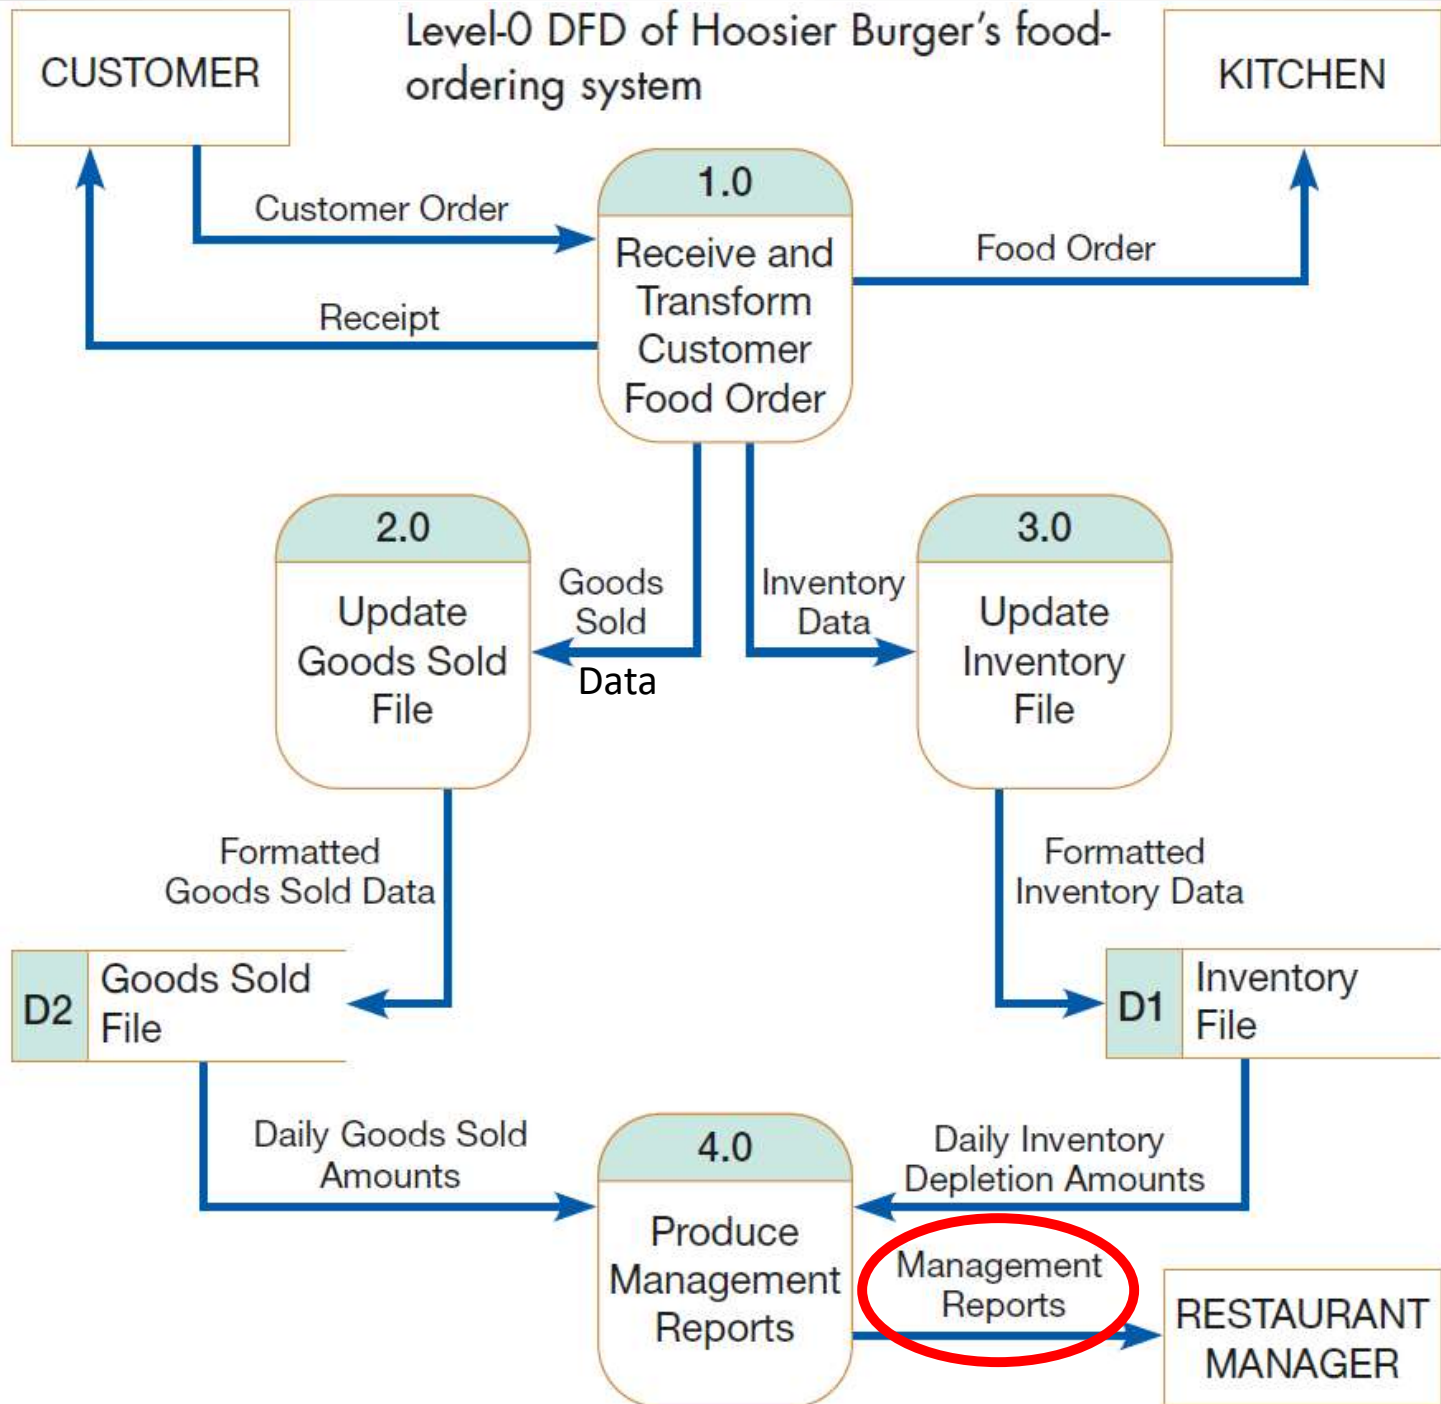 Level-0 DFD of Hoosier Burger's food-
ordering system
CUSTOMER
KITCHEN
1.0
Receive and
Transform
Customer
Food Order
Customer Order
Receipt
Food Order
2.0
Update
Goods Sold
File
Goods
Sold
Data
Inventory
Data
3.0
Update
Inventory
File
Formatted
Goods Sold Data
Formatted
Inventory Data
D2
Goods Sold
File
D1
Inventory
File
Daily Goods Sold
Amounts
4.0
Produce
Management
Reports
Daily Inventory
Depletion Amounts
Management
Reports
RESTAURANT
MANAGER